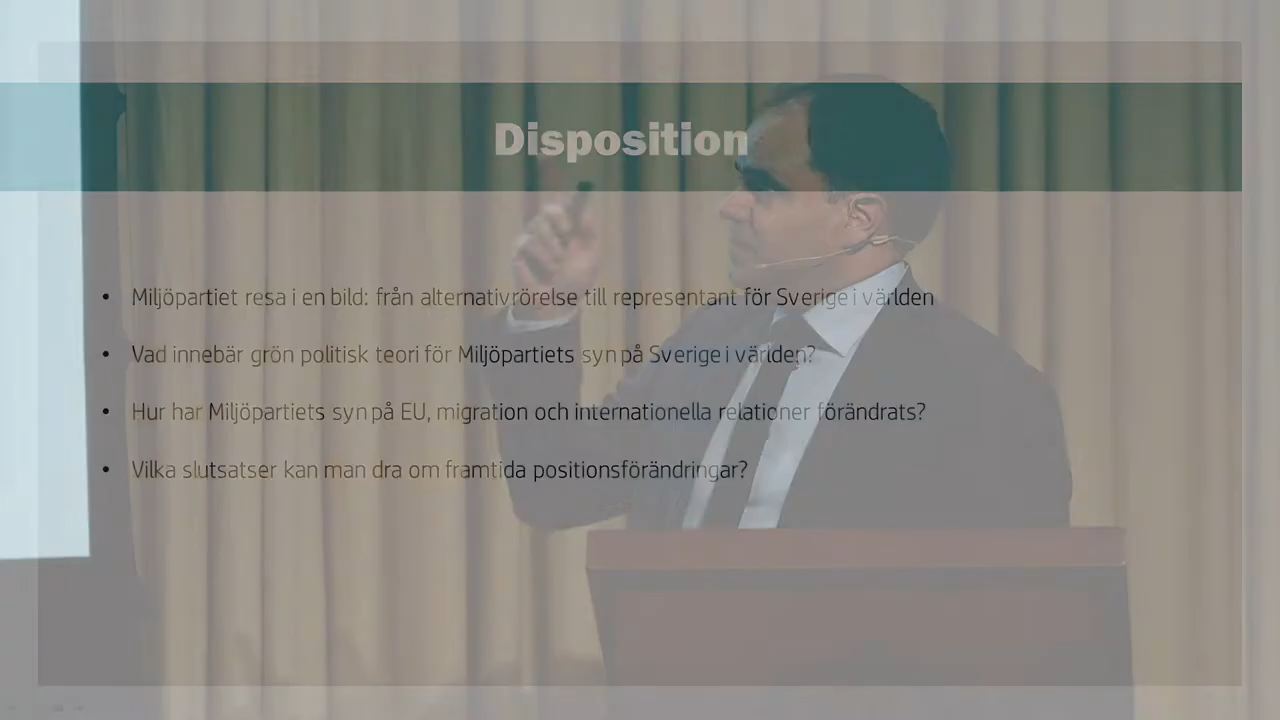 Disposition
• Miljöpartiet resa i en bild: från alternativrörelse till representant för Sverige i världen
• Vad innebär grön politisk teori för Miljöpartiets syn på Sverige i världen?
• Hur har Miljöpartiets syn på EU, migration och internationella relationer förändrats?
• Vilka slutsatser kan man dra om framtida positionsförändringar?